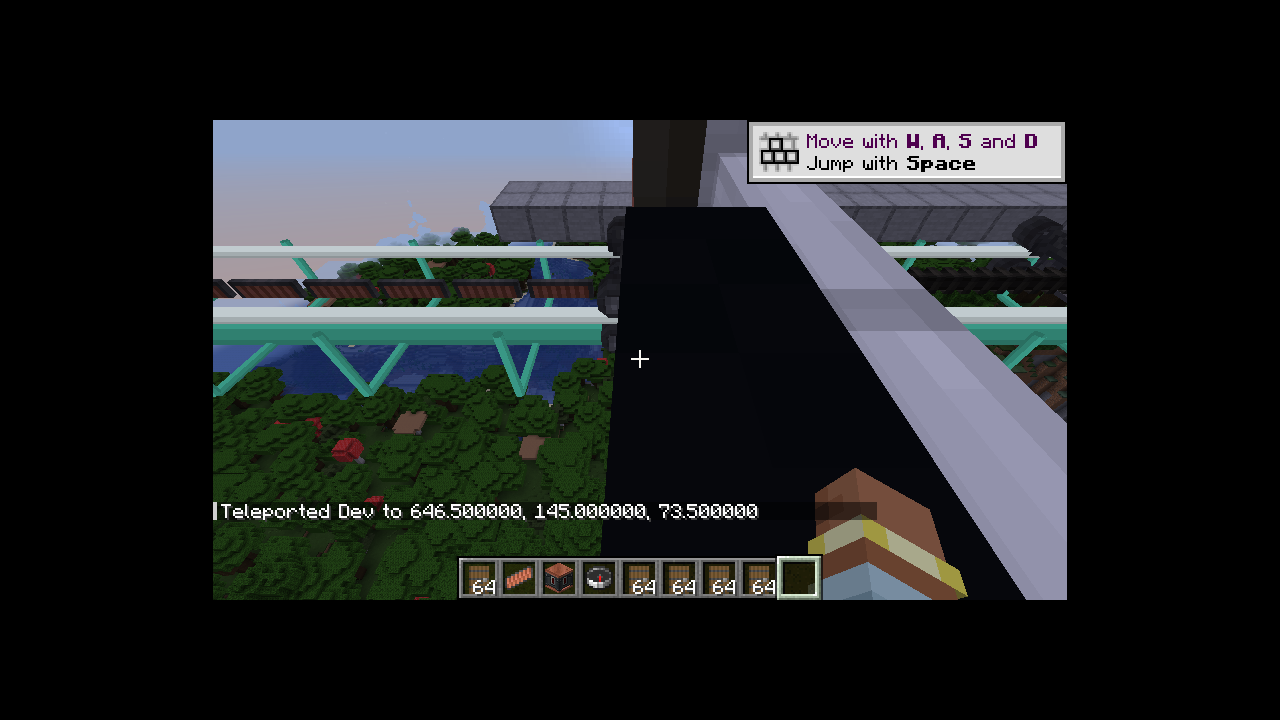 Move with W, A, S and D
Jump with Space
Teleported Dev to 646.500000, 145.000000, 73.500000
64 64 64 64 64